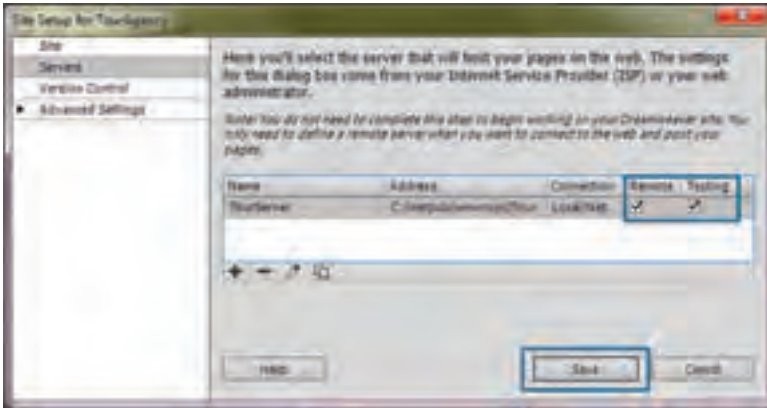 Site Setup for TourAgency
Site
Servers
Version Control
Advanced Settings
Here you'll select the server that will host your pages on the web. The settings
for this dialog box come from your Internet Service Provider (ISP) or your web
administrator.
Note: You do not need to complete this step to begin working on your Dreamweaver site. You
only need to define a remote server when you want to connect to the web and post your
pages.
Name Address Connection Remote Testing
TourServer C:/inetpub/wwwroot/Tour Local/Net
Help Save Cancel